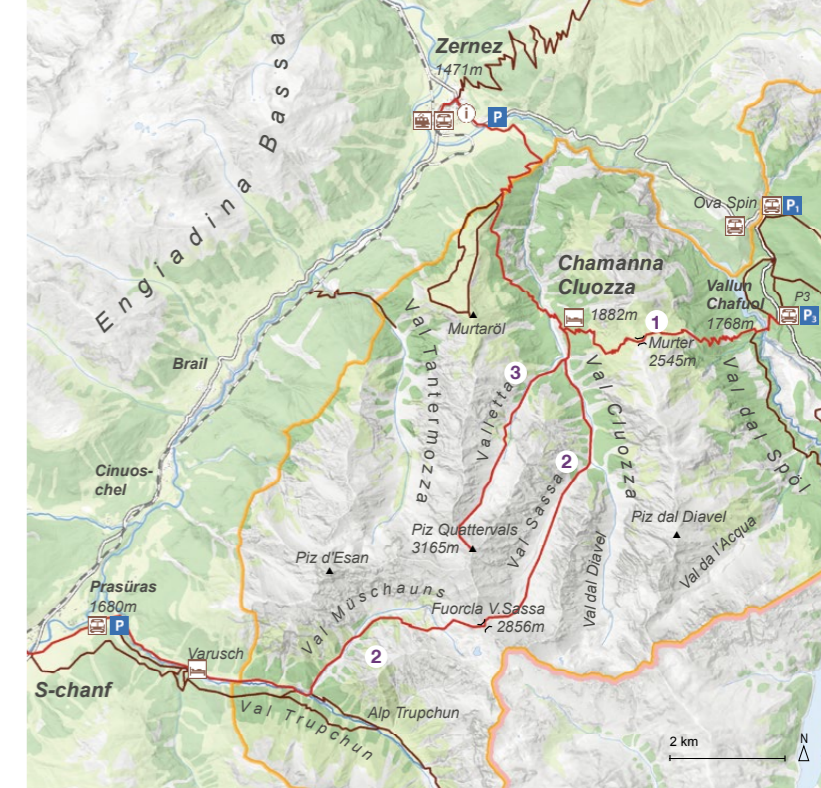 Zernez
1471m
i
P
Engiadina Bassa
Ova Spin
P1
Chamanna
Cluozza
1882m
Vallun
Chafuol
1768m
P3
P3
1
Murter
2545m
Murtaröl
Val Tantermozza
Brail
3
Valletta
Val Cluozza
Val dal Spöl
2
Val Sassa
Cinuos-
chel
Piz Quattervals
3165m
Piz dal Diavel
Val dal Diavel
Val da l'Acqua
Piz d'Esan
Val Müschauns
Prasüras
1680m
P
Fuorcla V.Sassa
2856m
2
Varusch
S-chanf
Val Trupchun
Alp Trupchun
2 km
N